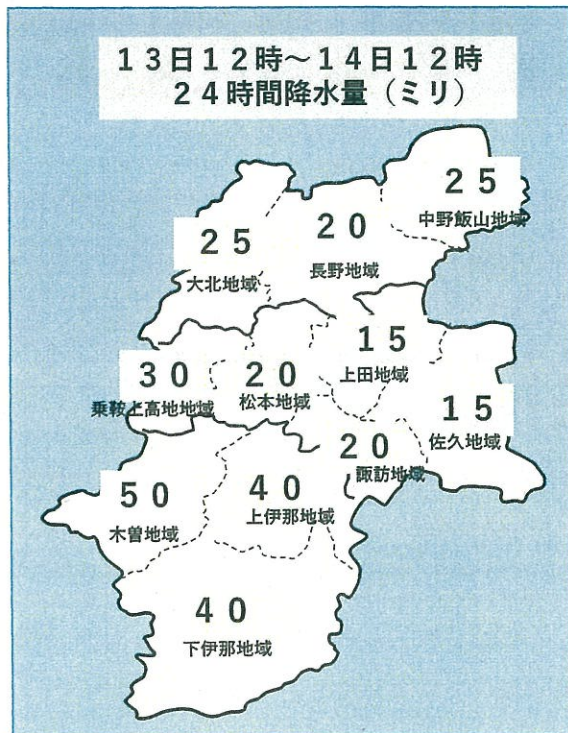 １３日１２時～１４日１２時
２４時間降水量（ミリ）
２５
中野飯山地域
２５
大北地域
２０
長野地域
１５
上田地域
３０
乗鞍上高地地域
２０
松本地域
１５
佐久地域
２０
諏訪地域
５０
木曽地域
４０
上伊那地域
４０
下伊那地域